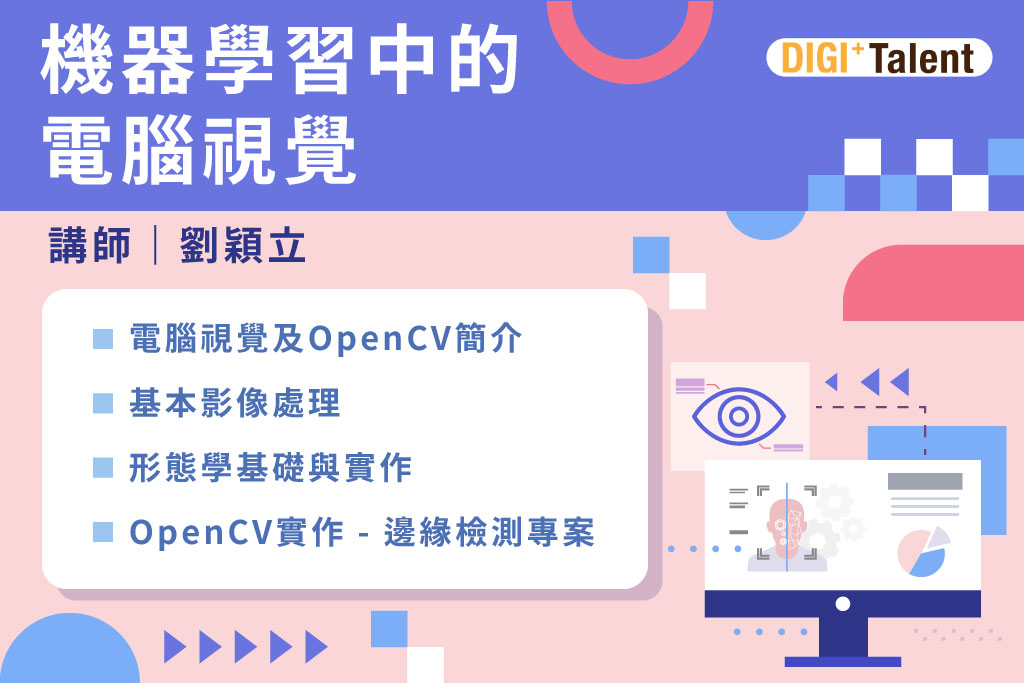 機器學習中的
電腦視覺
DIGI+Talent
講師｜劉穎立
電腦視覺及OpenCV簡介
基本影像處理
形態學基礎與實作
OpenCV實作 - 邊緣檢測專案